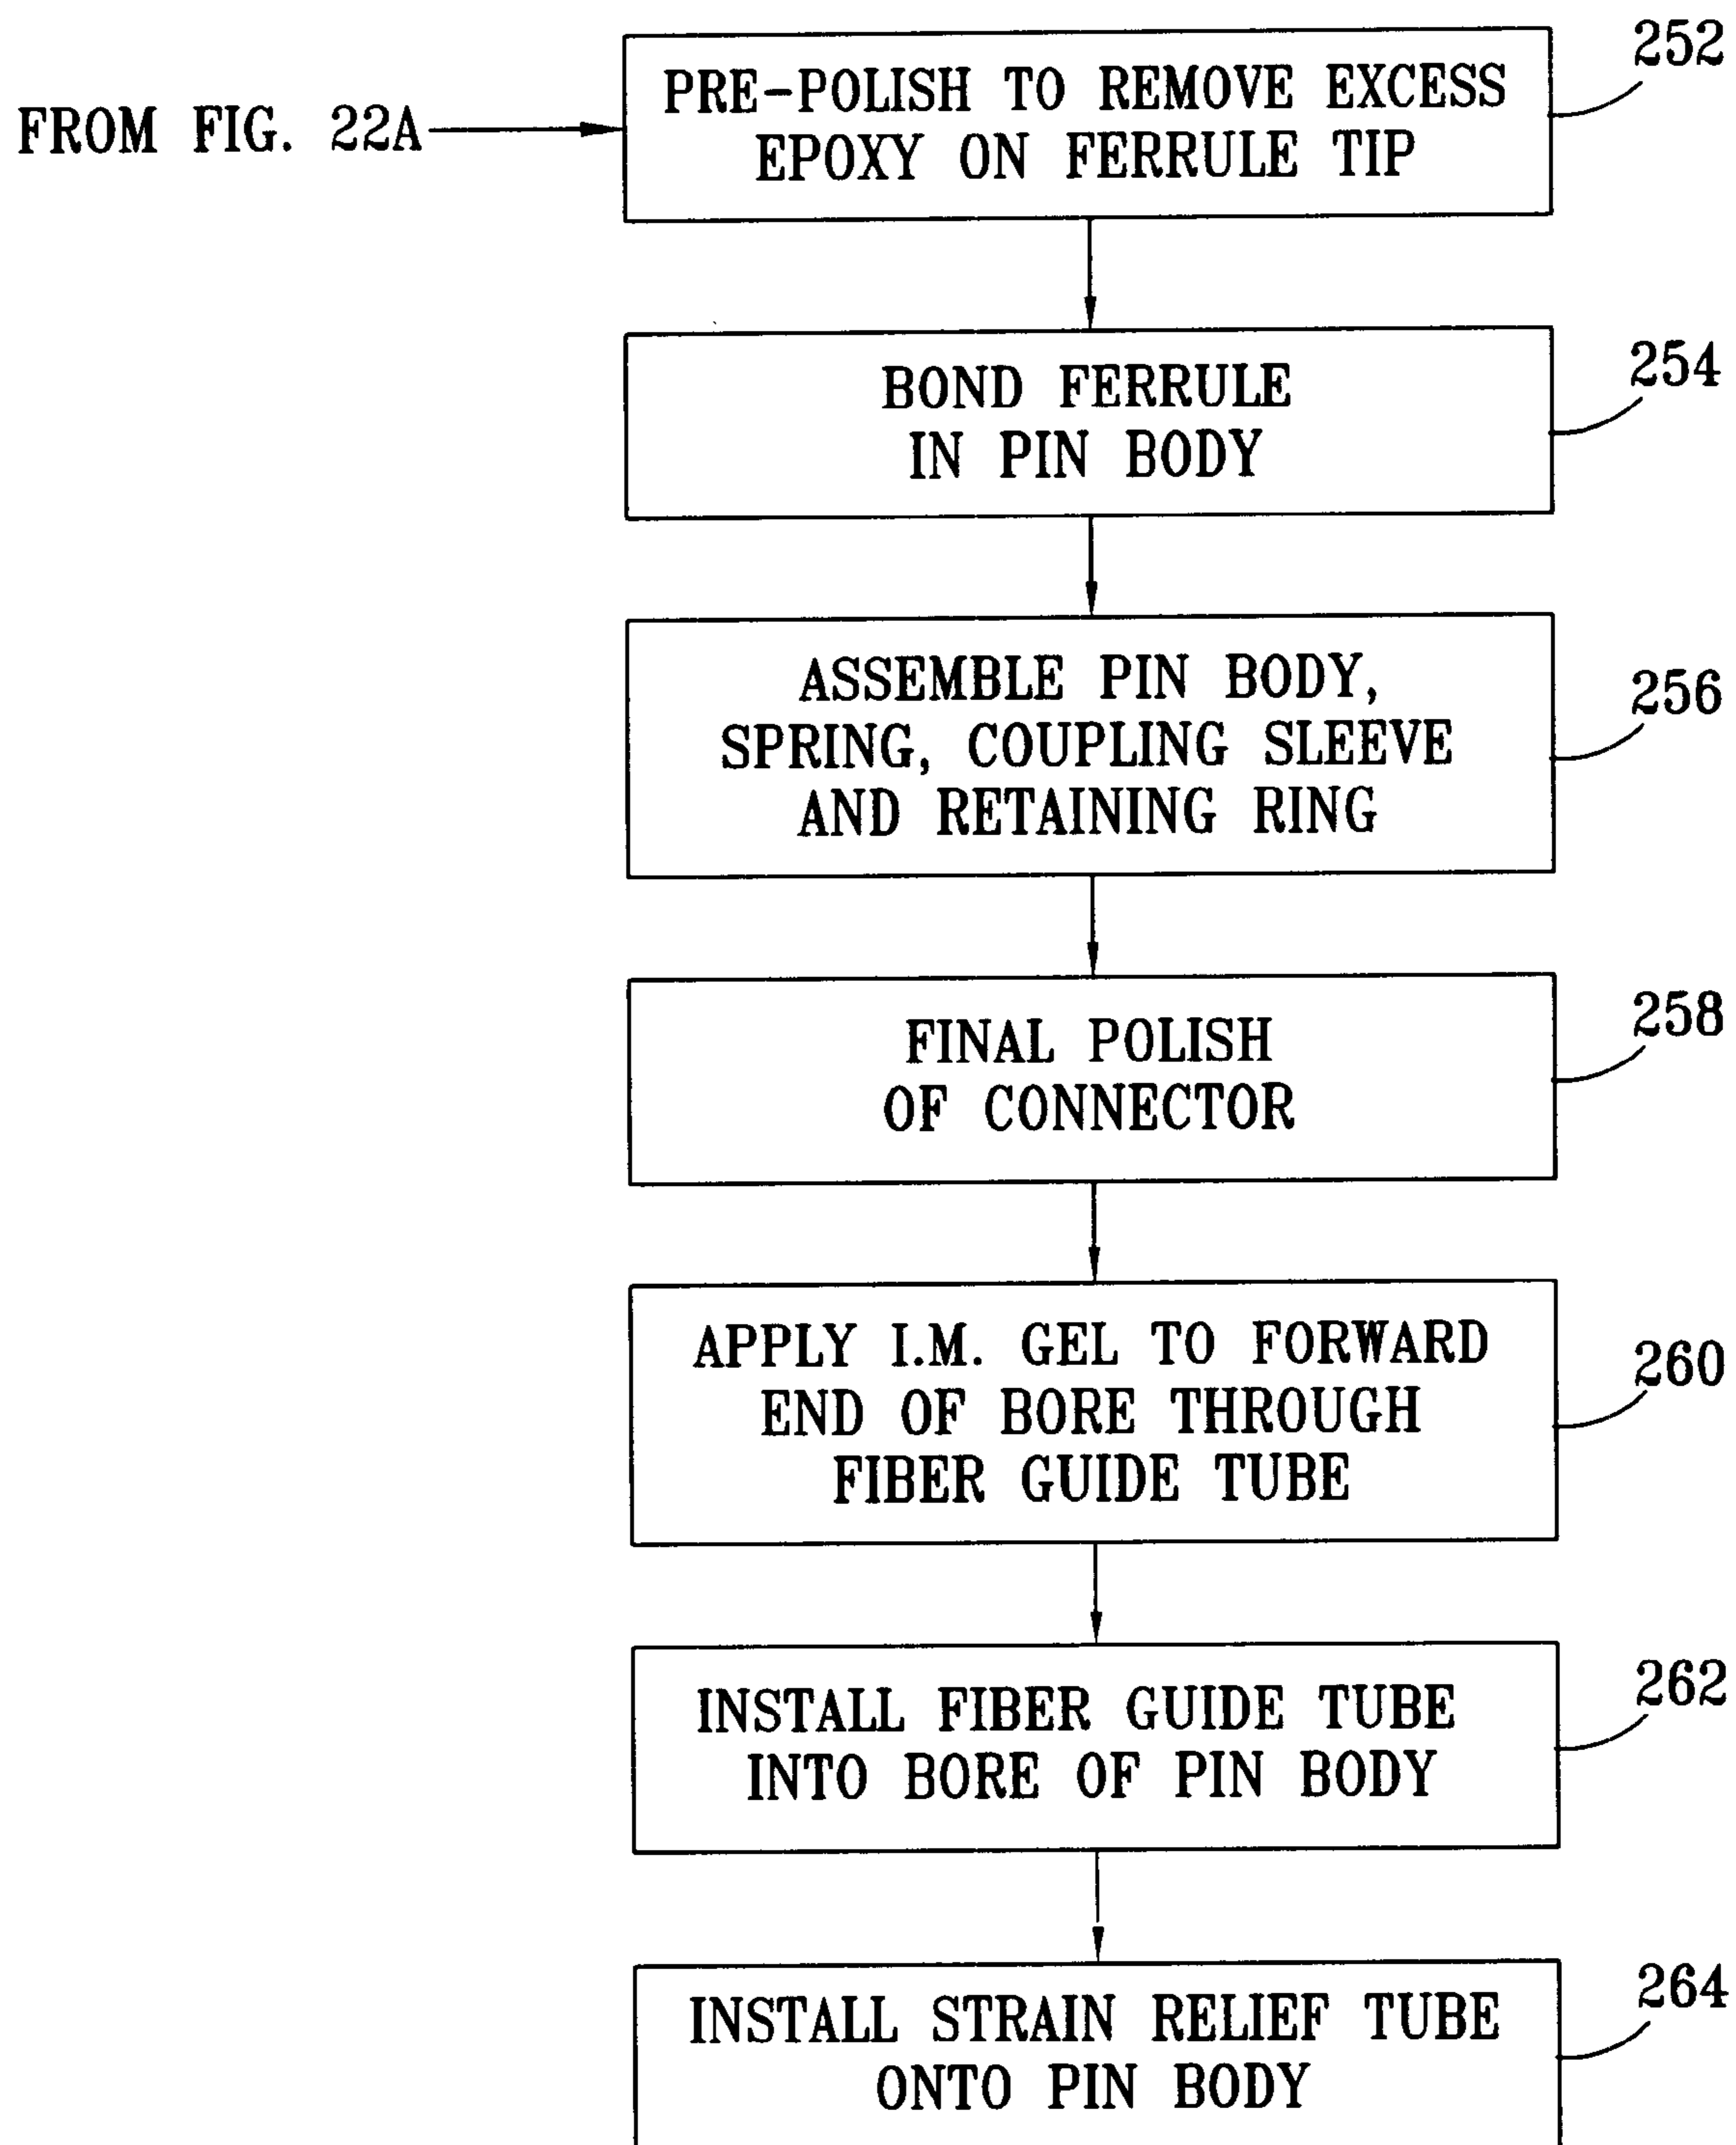 FROM FIG. 22A
PRE-POLISH TO REMOVE EXCESS
EPOXY ON FERRULE TIP
252
BOND FERRULE
IN PIN BODY
254
ASSEMBLE PIN BODY,
SPRING, COUPLING SLEEVE
AND RETAINING RING
256
FINAL POLISH
OF CONNECTOR
258
APPLY I.M. GEL TO FORWARD
END OF BORE THROUGH
FIBER GUIDE TUBE
260
INSTALL FIBER GUIDE TUBE
INTO BORE OF PIN BODY
262
INSTALL STRAIN RELIEF TUBE
ONTO PIN BODY
264